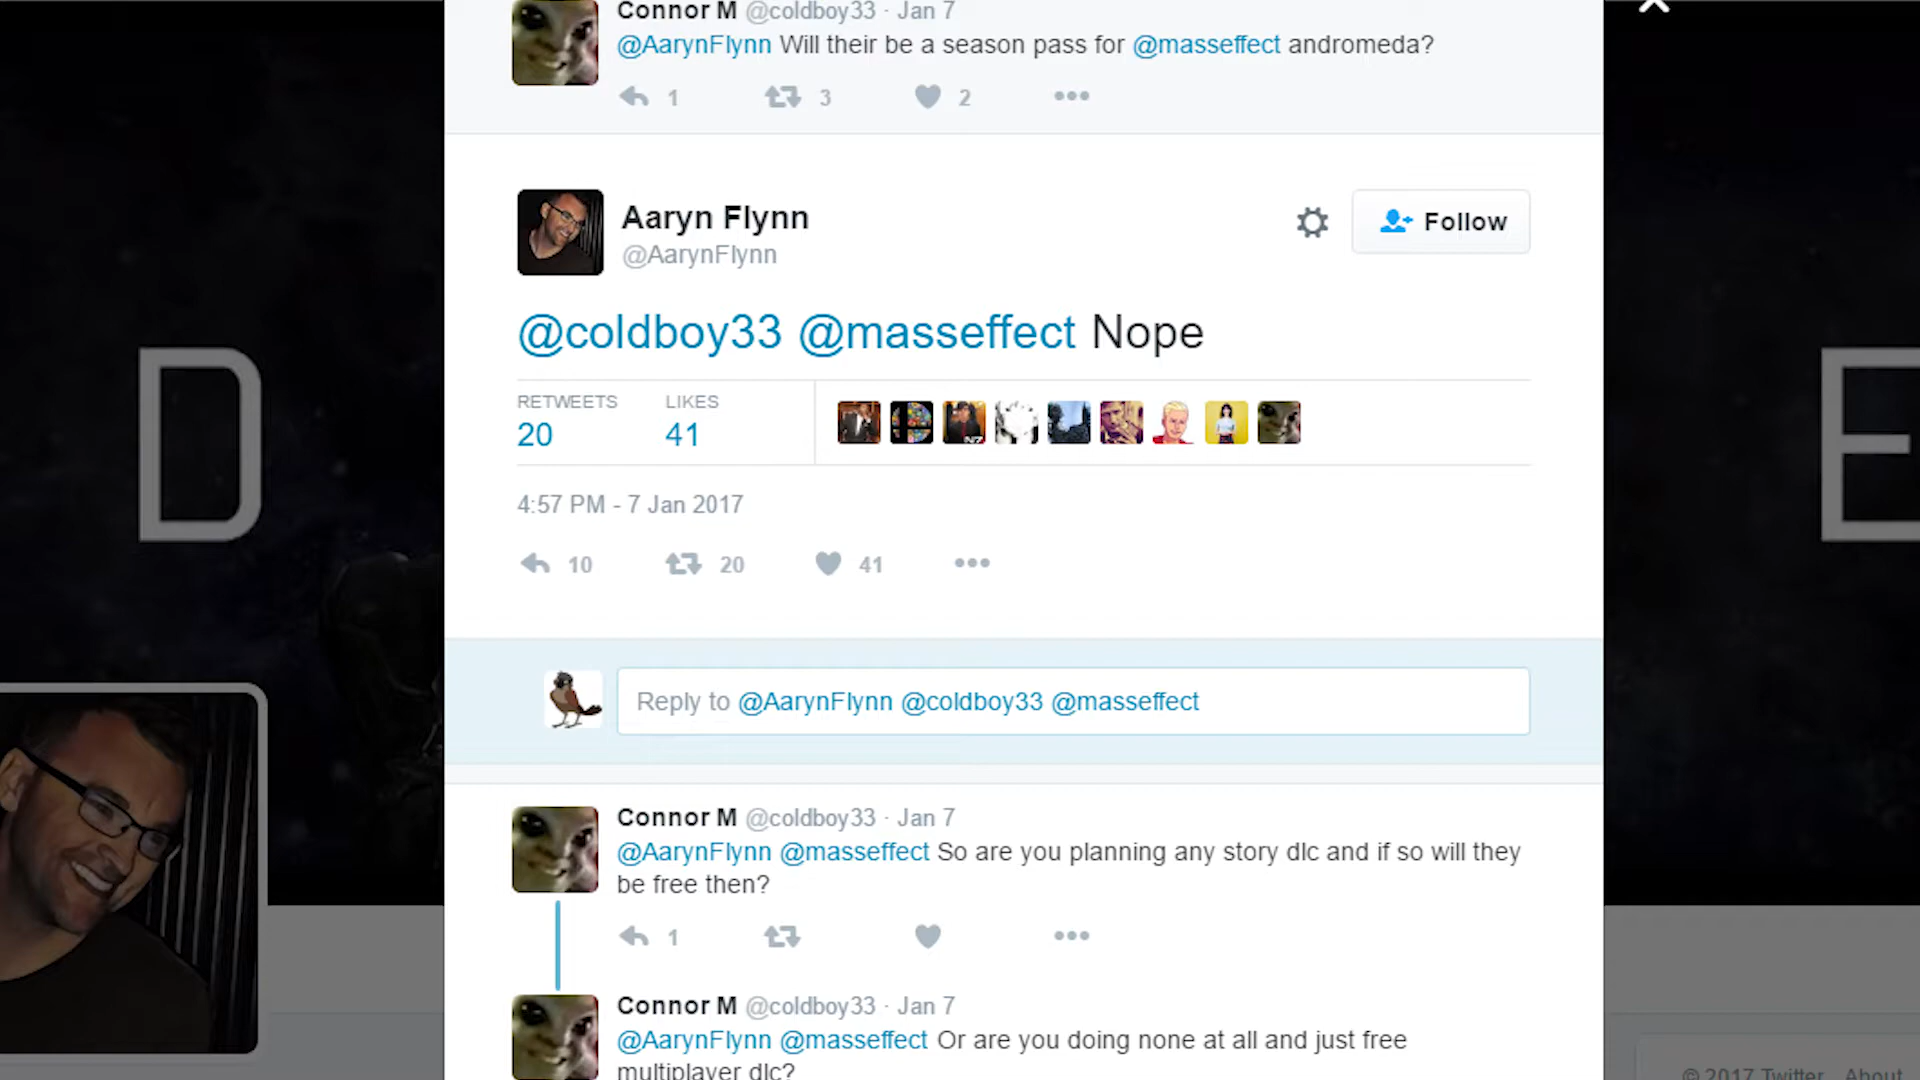 Connor M @coldboy33 · Jan 7
@AarynFlynn Will their be a season pass for @masseffect andromeda?
1 3 2
Aaryn Flynn
@AarynFlynn
Follow
@coldboy33 @masseffect Nope
RETWEETS LIKES
20 41
N7
4:57 PM - 7 Jan 2017
10 20 41
D
E
Reply to @AarynFlynn @coldboy33 @masseffect
Connor M @coldboy33 · Jan 7
@AarynFlynn @masseffect So are you planning any story dlc and if so will they
be free then?
1
Connor M @coldboy33 · Jan 7
@AarynFlynn @masseffect Or are you doing none at all and just free
multiplayer dlc?
© 2017 Twitter About